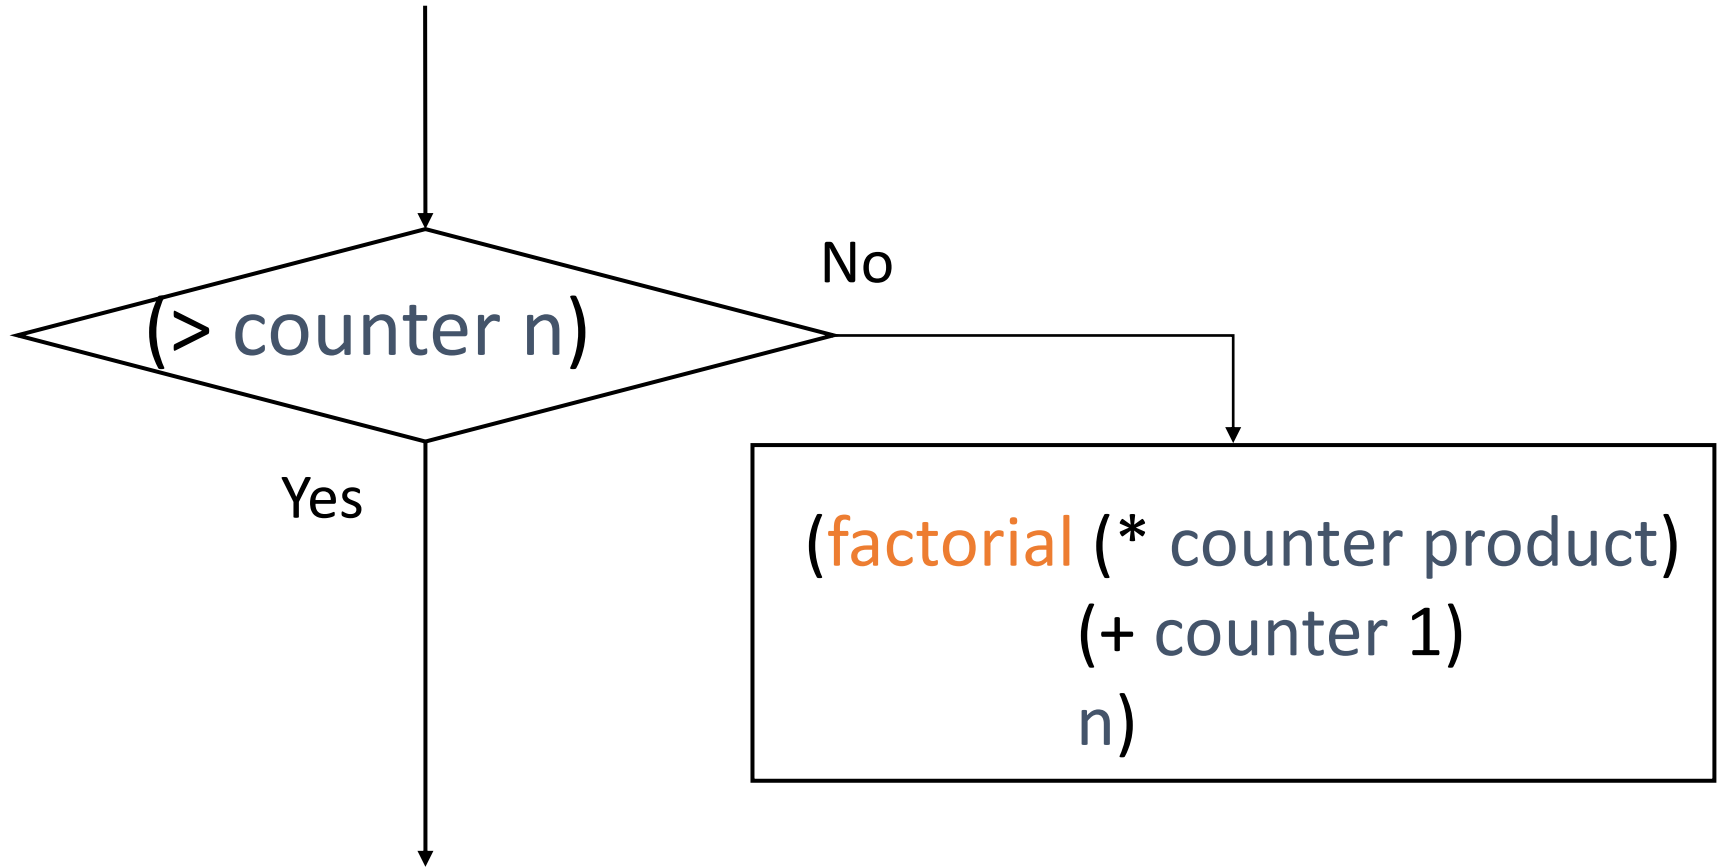 No
(> counter n)
Yes
(factorial (* counter product)
(+ counter 1)
n)